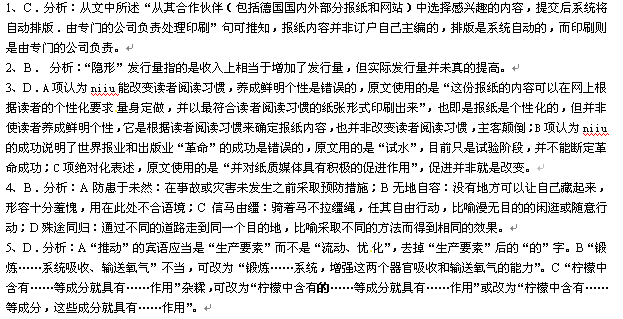 1、C．分析：从文中所述“从其合作伙伴（包括德国国内外部分报纸和网站）中选择感兴趣的内容，提交后系统将
自动排版．由专门的公司负责处理印刷”句可推知，报纸内容并非订户自己主编的，排版是系统自动的，而印刷则
是由专门的公司负责。
2、B． 分析：“隐形”发行量指的是收入上相当于增加了发行量，但实际发行量并未真的提高。
3、D．A项认为niiu能改变读者阅读习惯，养成鲜明个性是错误的，原文使用的是“这份报纸的内容可以在网上根
据读者的个性化要求量身定做，并以最符合读者阅读习惯的纸张形式印刷出来”，也即是报纸是个性化的，但并非
使读者养成鲜明个性，它是根据读者阅读习惯来确定报纸内容，也并非改变读者阅读习惯，主客颠倒；B项认为niiu
的成功说明了世界报业和出版业“革命”的成功是错误的，原文用的是“试水”，目前只是试验阶段，并不能断定革
命成功；C项绝对化表述，原文使用的是“并对纸质媒体具有积极的促进作用”，促进并非就是改变。
4、B．分析：A 防患于未然：在事故或灾害未发生之前采取预防措施；B 无地自容：没有地方可以让自己藏起来，
形容十分羞愧，用在此处不合语境；C 信马由缰：骑着马不拉缰绳，任其自由行动，比喻漫无目的的闲逛或随意行
动；D殊途同归：通过不同的道路走到同一个目的地，比喻采取不同的方法而得到相同的效果。
5、D．分析：A“推动”的宾语应当是“生产要素”而不是“流动、优化”，去掉“生产要素”后的“的”字。B“锻
炼……系统吸收、输送氧气”不当，可改为“锻炼……系统，增强这两个器官吸收和输送氧气的能力”。C“柠檬中
含有……等成分就具有……作用”杂糅，可改为“柠檬中含有的……等成分就具有……作用”或改为“柠檬中含有……
等成分，这些成分就具有……作用”。